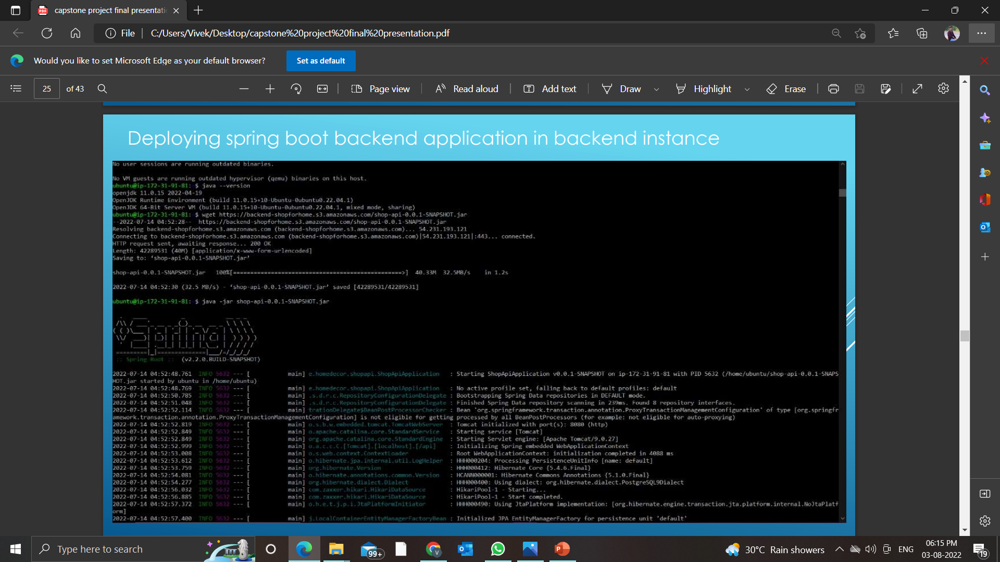 capstone project final presentati
File
C:/Users/Vivek/Desktop/capstone%20project%20final%20presentation.pdf
Would you like to set Microsoft Edge as your default browser?
Set as default
25 of 43
Page view
Read aloud
Add text
Draw
Highlight
Erase
Deploying spring boot backend application in backend instance
No user sessions are running outdated binaries.
No VM guests are running outdated hypervisor (qemu) binaries on this host.
ubuntu@ip-172-31-91-81: $ java --version
openjdk 11.0.15 2022-04-19
OpenJDK Runtime Environment (build 11.0.15+10-Ubuntu-0ubuntu0.22.04.1)
OpenJDK 64-Bit Server VM (build 11.0.15+10-Ubuntu-0ubuntu0.22.04.1, mixed mode, sharing)
ubuntu@ip-172-31-91-81: $ wget https://backend-shopforhome.s3.amazonaws.com/shop-api-0.0.1-SNAPSHOT.jar
--2022-07-14 04:52:28-- https://backend-shopforhome.s3.amazonaws.com/shop-api-0.0.1-SNAPSHOT.jar
Resolving backend-shopforhome.s3.amazonaws.com (backend-shopforhome.s3.amazonaws.com)... 54.231.193.121
Connecting to backend-shopforhome.s3.amazonaws.com (backend-shopforhome.s3.amazonaws.com)|54.231.193.121|:443... connected.
HTTP request sent, awaiting response... 200 OK
Length: 42289531 (40M) [application/x-www-form-urlencoded]
Saving to: ‘shop-api-0.0.1-SNAPSHOT.jar’
shop-api-0.0.1-SNAPSHOT.jar 100%[=================================================>] 40.33M 32.5MB/s in 1.2s
2022-07-14 04:52:30 (32.5 MB/s) - ‘shop-api-0.0.1-SNAPSHOT.jar’ saved [42289531/42289531]
ubuntu@ip-172-31-91-81: $ java -jar shop-api-0.0.1-SNAPSHOT.jar
Spring
:: Spring Boot :: (v2.2.0.BUILD-SNAPSHOT)
2022-07-14 04:52:48.761 INFO 5632 --- [ main] e.homedecor.shopapi.ShopApiApplication : Starting ShopApiApplication v0.0.1-SNAPSHOT on ip-172-31-91-81 with PID 5632 (/home/ubuntu/shop-api-0.0.1-SNAPS
HOT.jar started by ubuntu in /home/ubuntu)
2022-07-14 04:52:48.769 INFO 5632 --- [ main] e.homedecor.shopapi.ShopApiApplication : No active profile set, falling back to default profiles: default
2022-07-14 04:52:50.785 INFO 5632 --- [ main] .s.d.r.c.RepositoryConfigurationDelegate : Bootstrapping Spring Data repositories in DEFAULT mode.
2022-07-14 04:52:51.048 INFO 5632 --- [ main] .s.d.r.c.RepositoryConfigurationDelegate : Finished Spring Data repository scanning in 239ms. Found 8 repository interfaces.
2022-07-14 04:52:52.114 INFO 5632 --- [ main] trationDelegate$BeanPostProcessorChecker : Bean 'org.springframework.transaction.annotation.ProxyTransactionManagementConfiguration' of type [org.springfr
amework.transaction.annotation.ProxyTransactionManagementConfiguration] is not eligible for getting processed by all BeanPostProcessors (for example: not eligible for auto-proxying)
2022-07-14 04:52:52.819 INFO 5632 --- [ main] o.s.b.w.embedded.tomcat.TomcatWebServer : Tomcat initialized with port(s): 8080 (http)
2022-07-14 04:52:52.849 INFO 5632 --- [ main] o.apache.catalina.core.StandardService : Starting service [Tomcat]
2022-07-14 04:52:52.849 INFO 5632 --- [ main] org.apache.catalina.core.StandardEngine : Starting Servlet engine: [Apache Tomcat/9.0.27]
2022-07-14 04:52:52.999 INFO 5632 --- [ main] o.a.c.c.C.[Tomcat].[localhost].[/api] : Initializing Spring embedded WebApplicationContext
2022-07-14 04:52:53.008 INFO 5632 --- [ main] o.s.web.context.ContextLoader : Root WebApplicationContext: initialization completed in 4088 ms
2022-07-14 04:52:53.612 INFO 5632 --- [ main] o.hibernate.jpa.internal.util.LogHelper : HHH000204: Processing PersistenceUnitInfo [name: default]
2022-07-14 04:52:53.759 INFO 5632 --- [ main] org.hibernate.Version : HHH000412: Hibernate Core {5.4.6.Final}
2022-07-14 04:52:54.081 INFO 5632 --- [ main] o.hibernate.annotations.common.Version : HCANN000001: Hibernate Commons Annotations {5.1.0.Final}
2022-07-14 04:52:54.277 INFO 5632 --- [ main] org.hibernate.dialect.Dialect : HHH000400: Using dialect: org.hibernate.dialect.PostgreSQL9Dialect
2022-07-14 04:52:56.032 INFO 5632 --- [ main] com.zaxxer.hikari.HikariDataSource : HikariPool-1 - Starting...
2022-07-14 04:52:56.885 INFO 5632 --- [ main] com.zaxxer.hikari.HikariDataSource : HikariPool-1 - Start completed.
2022-07-14 04:52:57.372 INFO 5632 --- [ main] o.h.e.t.j.p.i.JtaPlatformInitiator : HHH000490: Using JtaPlatform implementation: [org.hibernate.engine.transaction.jta.platform.internal.NoJtaPlatf
orm]
2022-07-14 04:52:57.400 INFO 5632 --- [ main] j.LocalContainerEntityManagerFactoryBean : Initialized JPA EntityManagerFactory for persistence unit 'default'
Type here to search
99+
30°C Rain showers
ENG
06:15 PM
03-08-2022
19